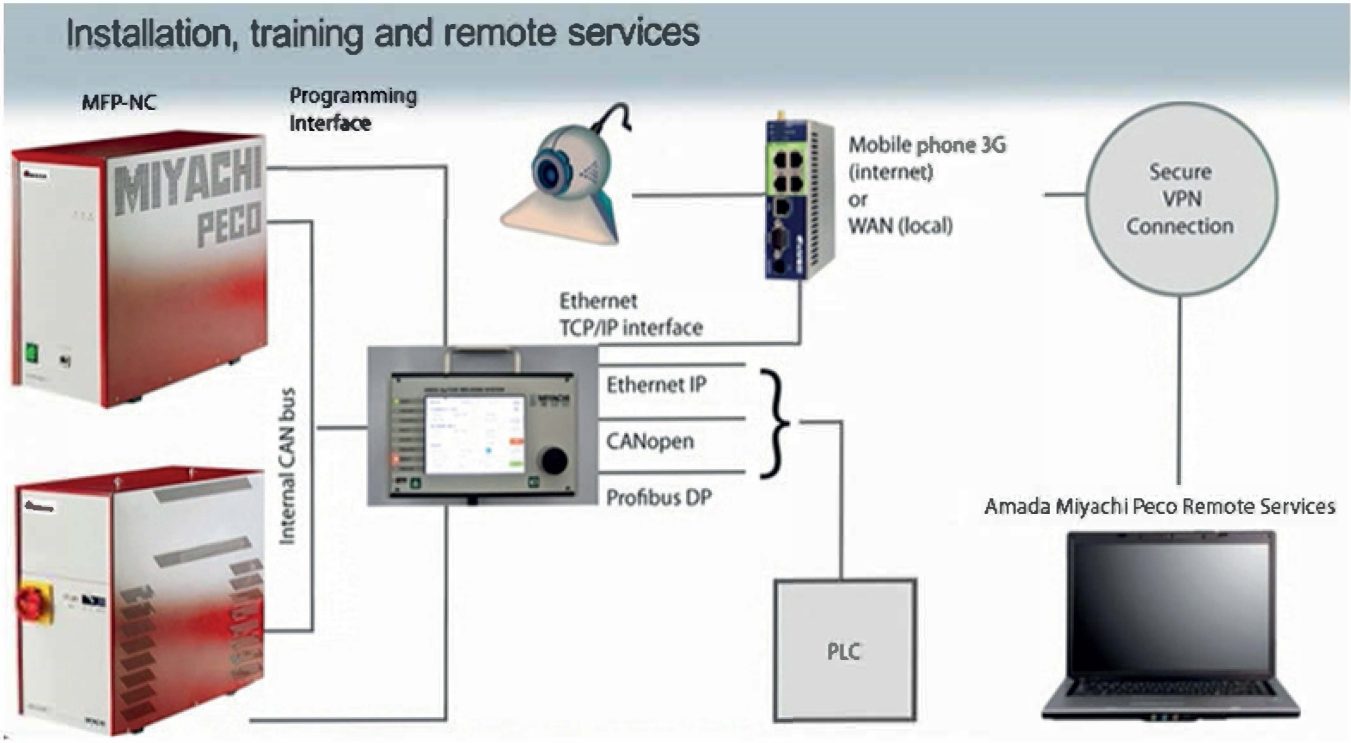 Installation, training and remote services
MFP-NC
Programming
Interface
MIYACHI
PECO
Mobile phone 3G
(internet)
or
WAN (local)
Secure
VPN
Connection
Ethernet
TCP/IP interface
Internal CAN bus
Ethernet IP
CANopen
Profibus DP
Amada Miyachi Peco Remote Services
PLC